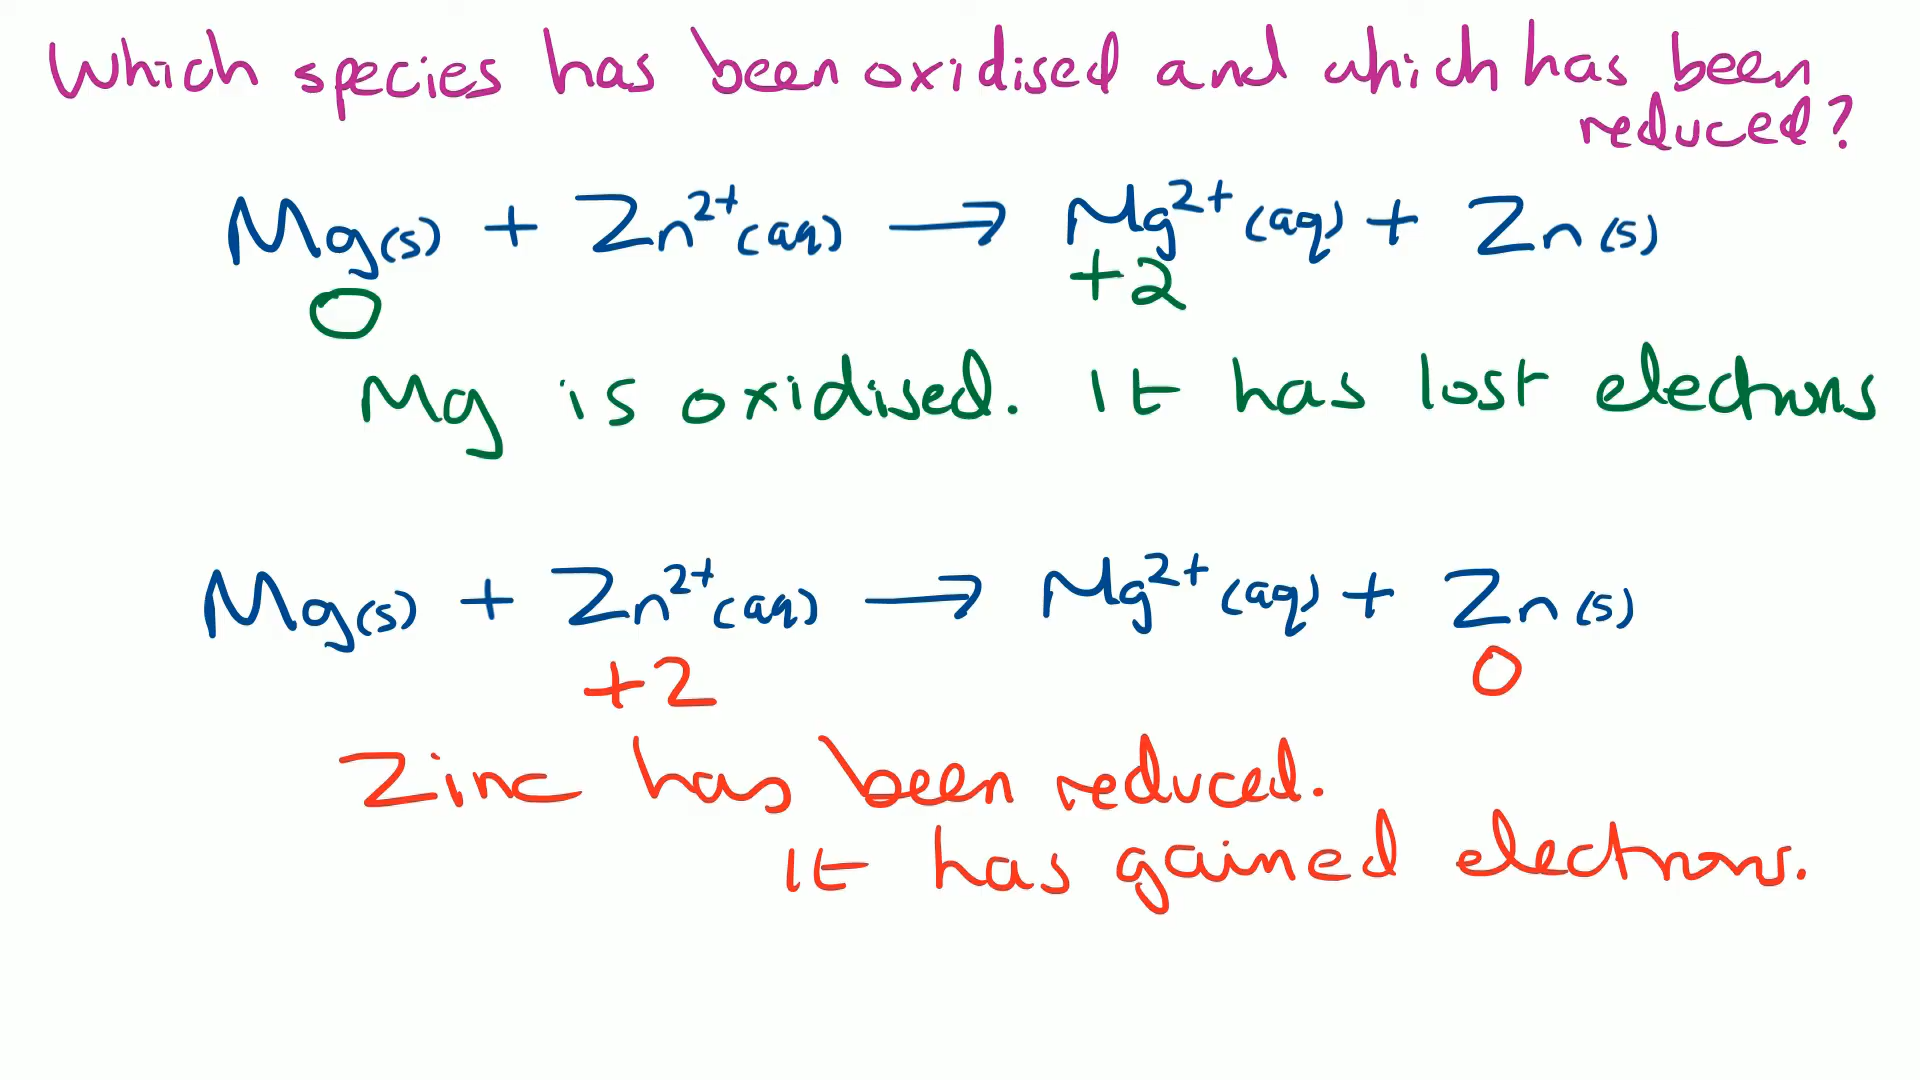 Which species has been oxidised and which has been
reduced?
Mg(s) + Zn²⁺(aq) → Mg²⁺(aq) + Zn(s)
0 +2
Mg is oxidised. It has lost electrons
Mg(s) + Zn²⁺(aq) → Mg²⁺(aq) + Zn(s)
+2 0
Zinc has been reduced.
It has gained electrons.